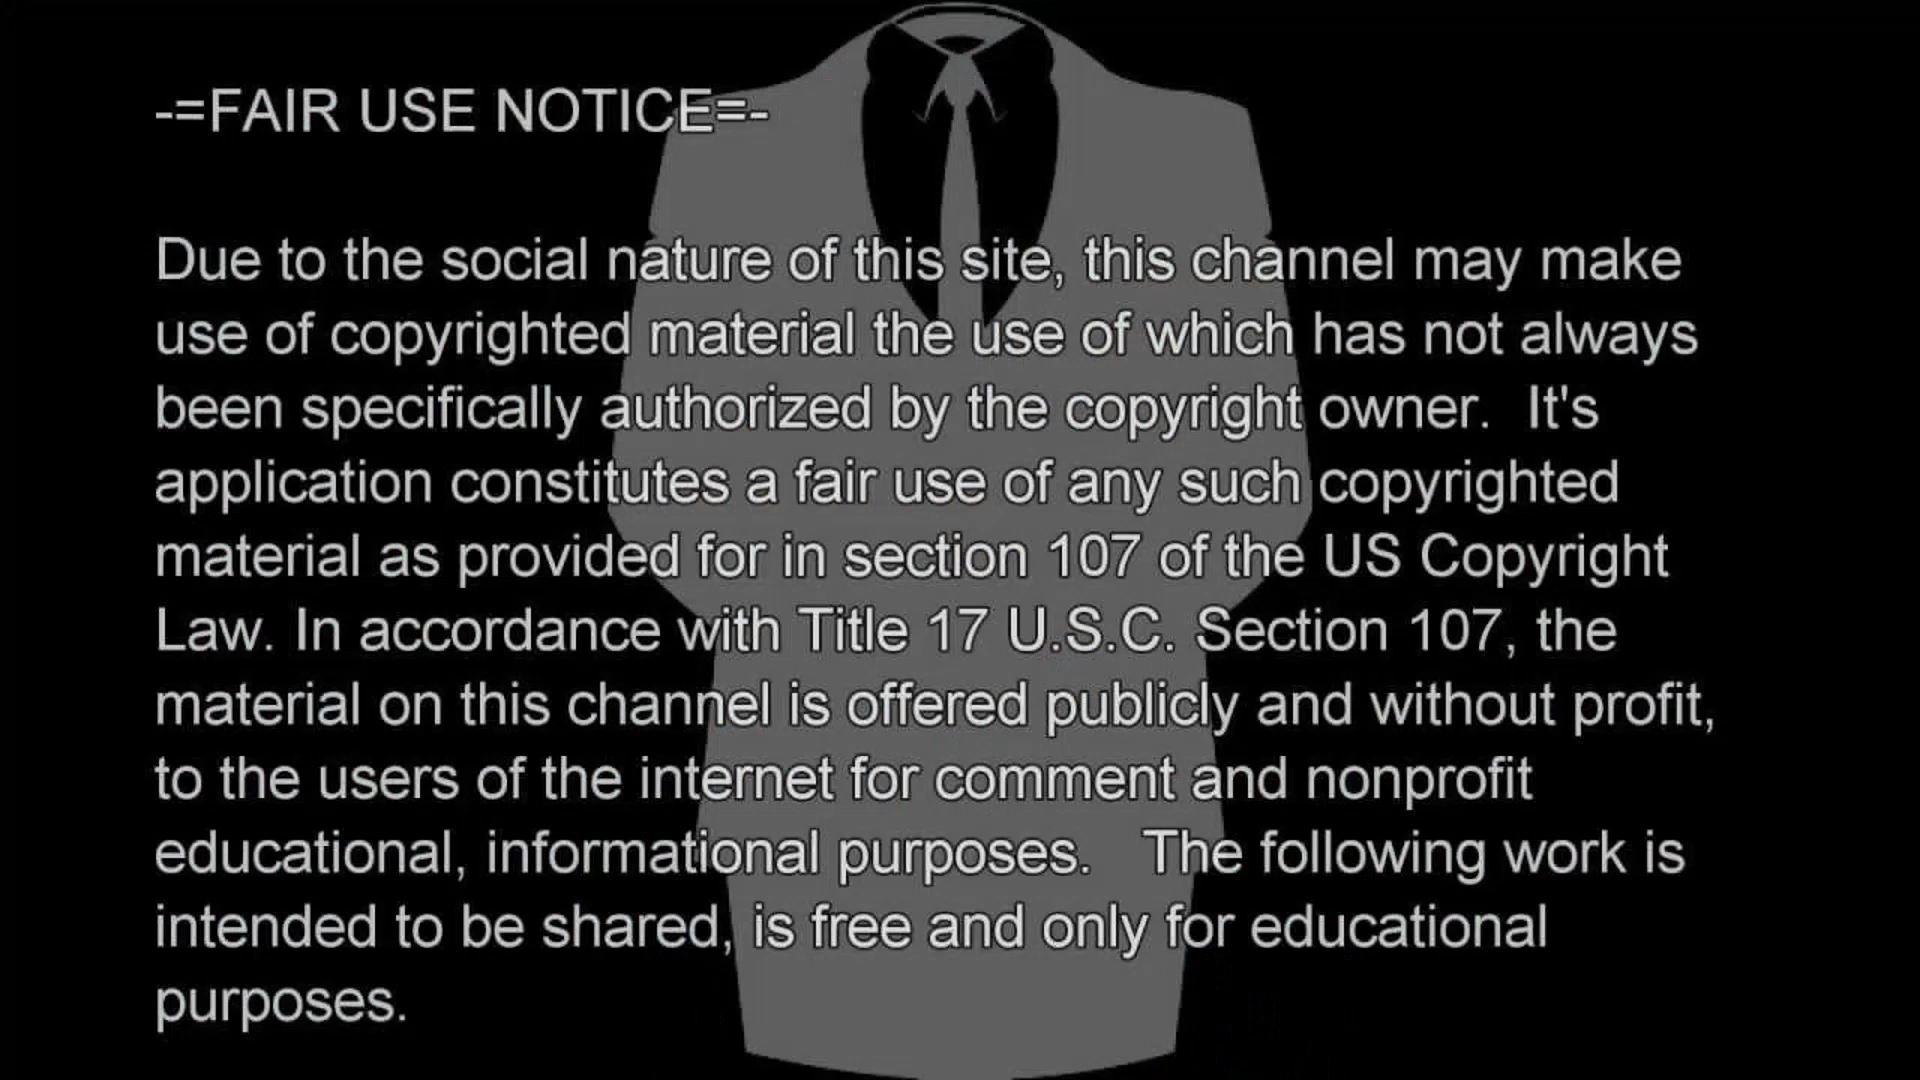 -=FAIR USE NOTICE=-
Due to the social nature of this site, this channel may make
use of copyrighted material the use of which has not always
been specifically authorized by the copyright owner.  It's
application constitutes a fair use of any such copyrighted
material as provided for in section 107 of the US Copyright
Law. In accordance with Title 17 U.S.C. Section 107, the
material on this channel is offered publicly and without profit,
to the users of the internet for comment and nonprofit
educational, informational purposes.   The following work is
intended to be shared, is free and only for educational
purposes.